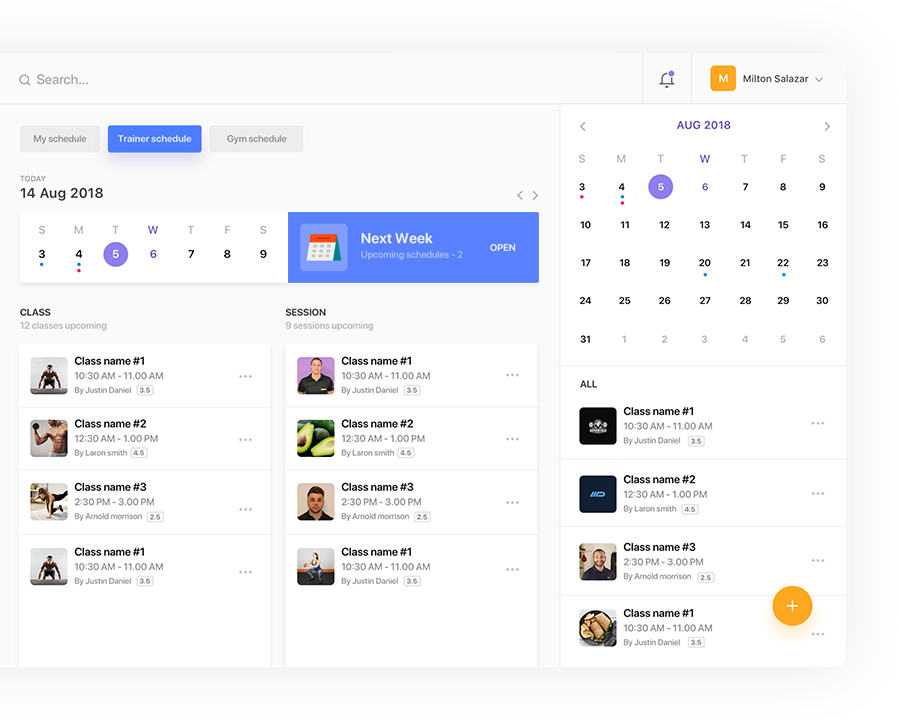 Search...
M Milton Salazar
My schedule Trainer schedule Gym schedule
TODAY
14 Aug 2018
S M T W T F S
3 4 5 6 7 8 9
Next Week
Upcoming schedules - 2
OPEN
CLASS
12 classes upcoming
Class name #1
10:30 AM - 11.00 AM
By Justin Daniel 3.5
Class name #2
12:30 AM - 1.00 PM
By Laron smith 4.5
Class name #3
2:30 PM - 3.00 PM
By Arnold morrison 2.5
Class name #1
10:30 AM - 11.00 AM
By Justin Daniel 3.5
SESSION
9 sessions upcoming
Class name #1
10:30 AM - 11.00 AM
By Justin Daniel 3.5
Class name #2
12:30 AM - 1.00 PM
By Laron smith 4.5
Class name #3
2:30 PM - 3.00 PM
By Arnold morrison 2.5
Class name #1
10:30 AM - 11.00 AM
By Justin Daniel 3.5
AUG 2018
S M T W T F S
3 4 5 6 7 8 9
10 11 12 13 14 15 16
17 18 19 20 21 22 23
24 25 26 27 28 29 30
31 1 2 3 4 5 6
ALL
Class name #1
10:30 AM - 11.00 AM
By Justin Daniel 3.5
Class name #2
12:30 AM - 1.00 PM
By Laron smith 4.5
Class name #3
2:30 PM - 3.00 PM
By Arnold morrison 2.5
Class name #1
10:30 AM - 11.00 AM
By Justin Daniel 3.5